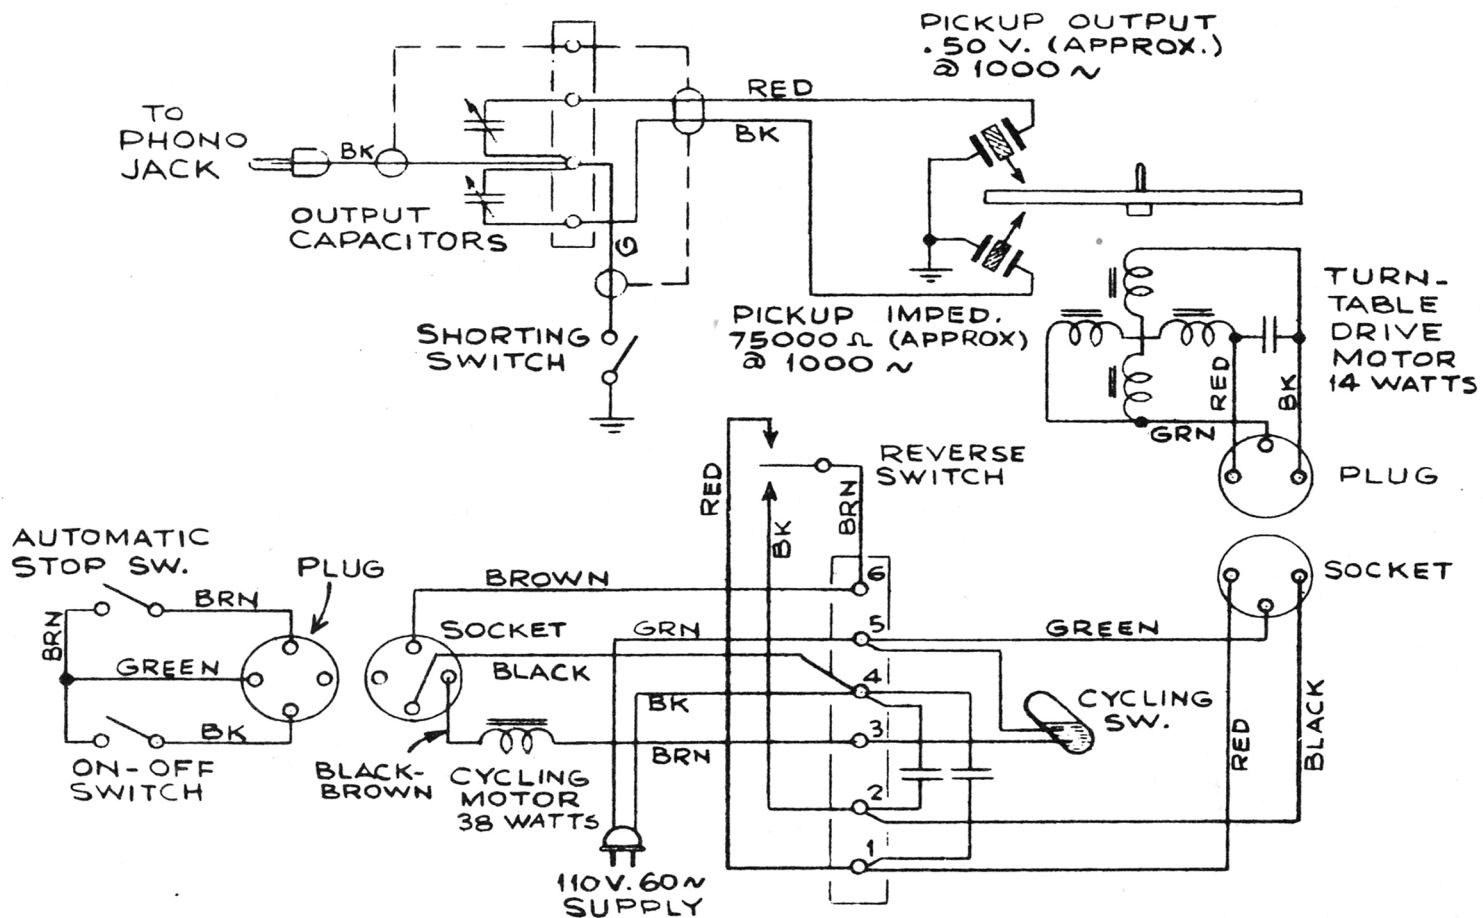 PICKUP OUTPUT
.50 V. (APPROX.)
@ 1000 ~
TO
PHONO
JACK
BK
RED
BK
OUTPUT
CAPACITORS
G
SHORTING
SWITCH
PICKUP IMPED.
75000 Ω (APPROX)
@ 1000 ~
TURN-
TABLE
DRIVE
MOTOR
14 WATTS
RED
BK
GRN
PLUG
REVERSE
SWITCH
RED
BK
BRN
AUTOMATIC
STOP SW.
PLUG
BRN
BRN
GREEN
BK
ON-OFF
SWITCH
BROWN
SOCKET
BLACK
GRN
BK
BRN
BLACK-
BROWN
CYCLING
MOTOR
38 WATTS
110 V. 60 ~
SUPPLY
6
5
4
3
2
1
GREEN
CYCLING
SW.
SOCKET
RED
BLACK